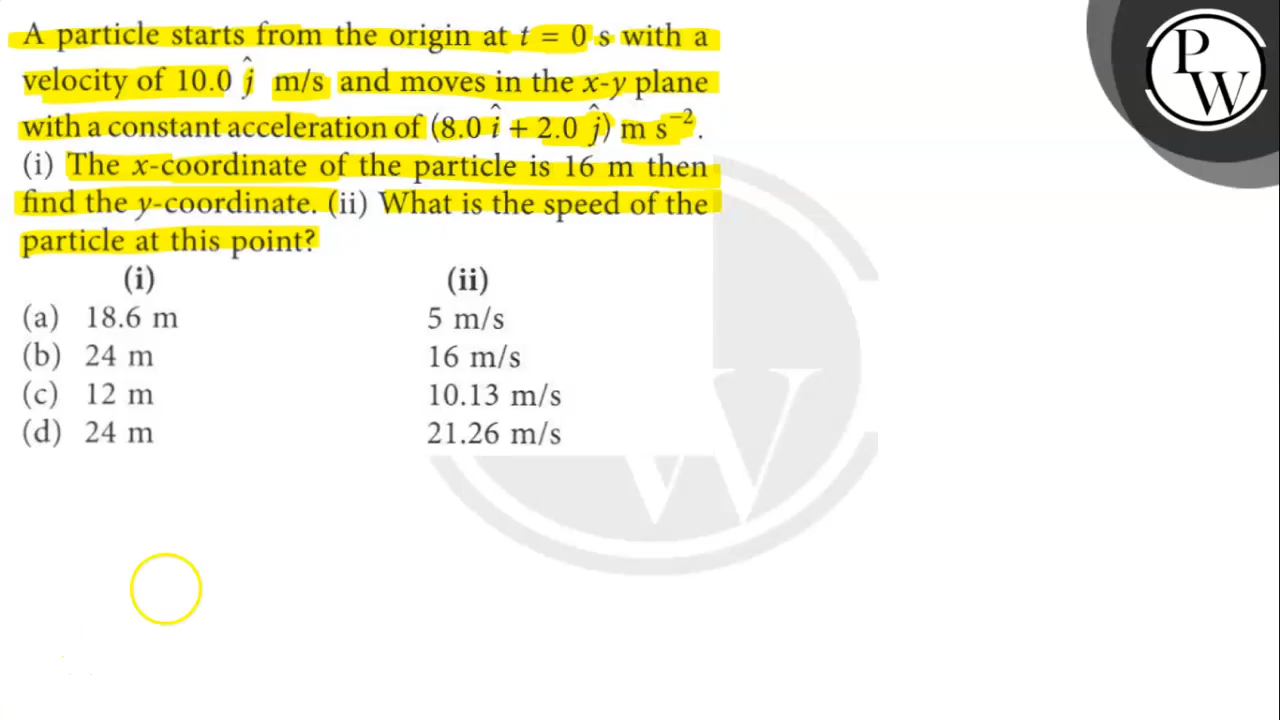 A particle starts from the origin at t = 0 s with a
velocity of 10.0 ĵ m/s and moves in the x-y plane
with a constant acceleration of (8.0 î + 2.0 ĵ) m s⁻².
(i) The x-coordinate of the particle is 16 m then
find the y-coordinate. (ii) What is the speed of the
particle at this point?
(i) (ii)
(a) 18.6 m 5 m/s
(b) 24 m 16 m/s
(c) 12 m 10.13 m/s
(d) 24 m 21.26 m/s
P
W